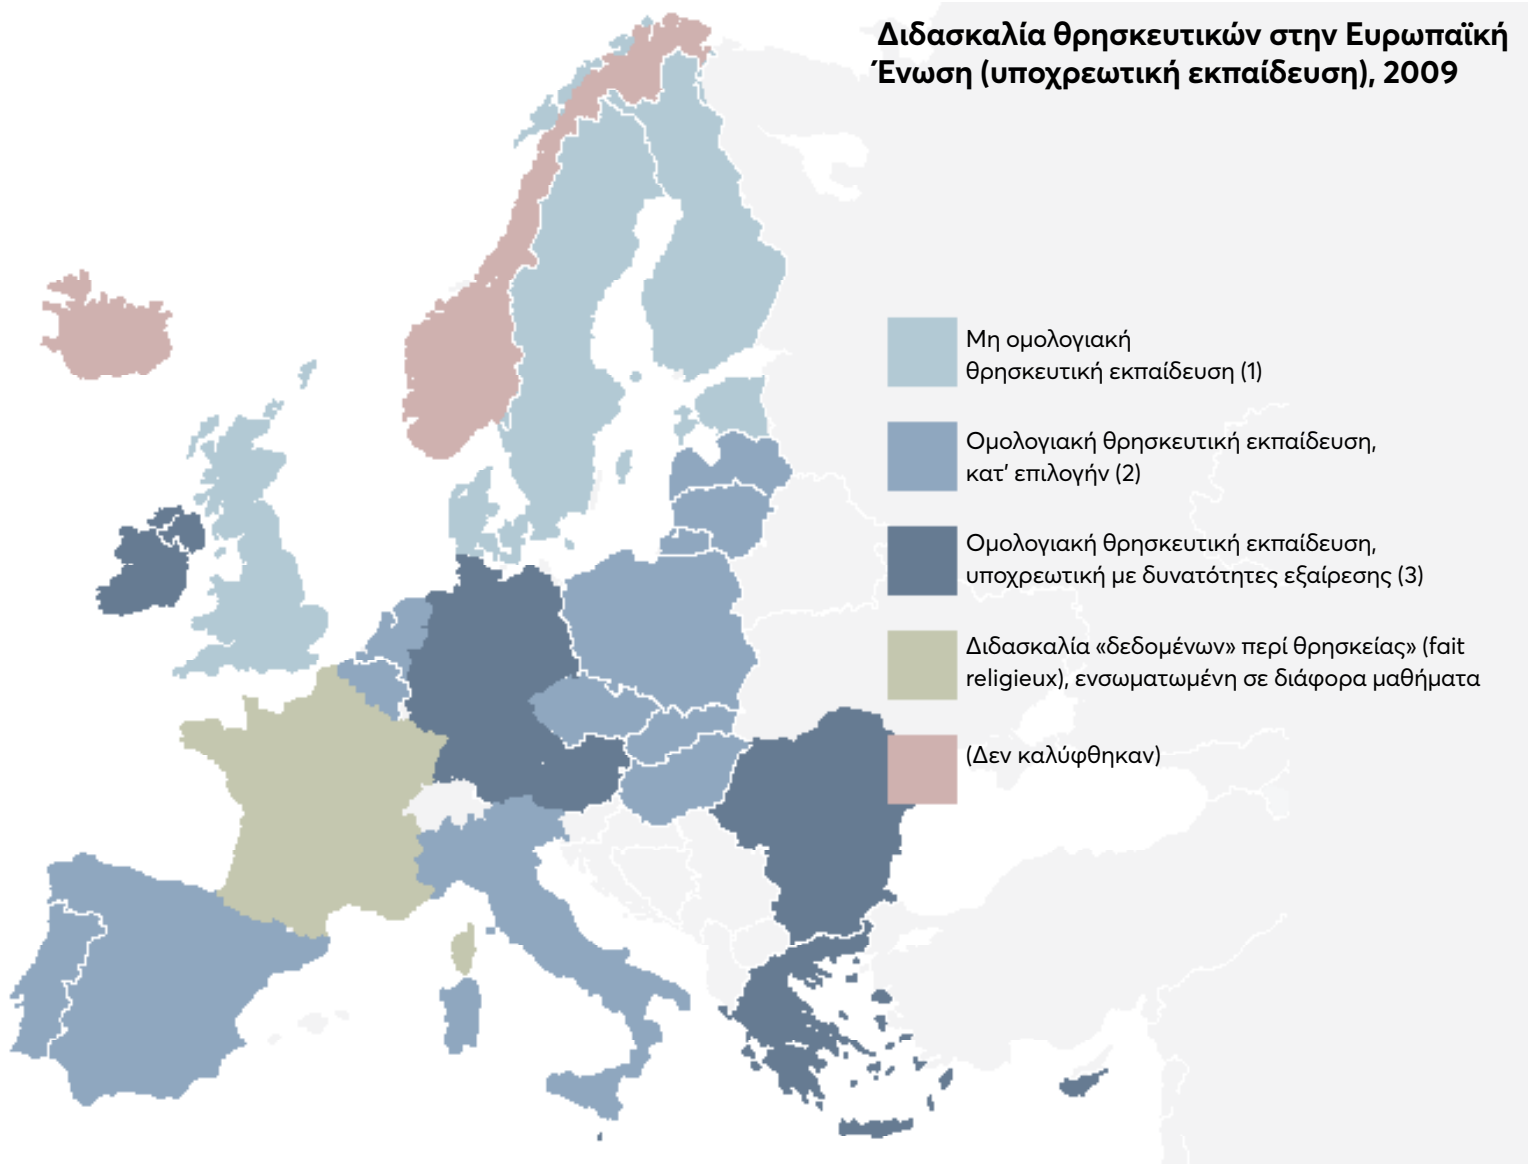 Διδασκαλία θρησκευτικών στην Ευρωπαϊκή
Ένωση (υποχρεωτική εκπαίδευση), 2009
Μη ομολογιακή
θρησκευτική εκπαίδευση (1)
Ομολογιακή θρησκευτική εκπαίδευση,
κατ’ επιλογήν (2)
Ομολογιακή θρησκευτική εκπαίδευση,
υποχρεωτική με δυνατότητες εξαίρεσης (3)
Διδασκαλία «δεδομένων» περί θρησκείας» (fait
religieux), ενσωματωμένη σε διάφορα μαθήματα
(Δεν καλύφθηκαν)